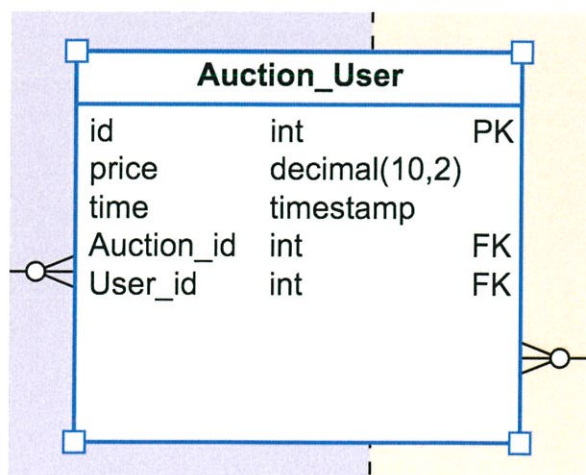 Auction_User
id int PK
price decimal(10,2)
time timestamp
Auction_id int FK
User_id int FK